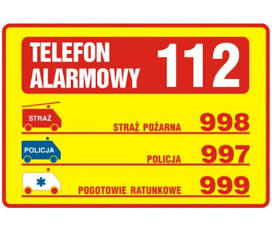 TELEFON
ALARMOWY 112
STRAŻ
STRAŻ POŻARNA 998
POLICJA
POLICJA 997
POGOTOWIE RATUNKOWE 999